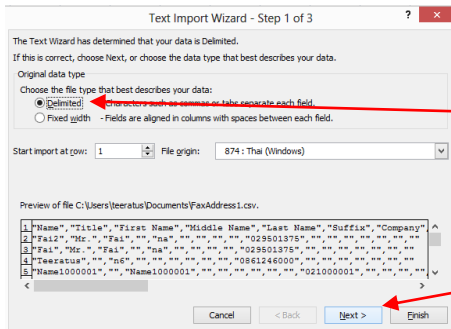 Text Import Wizard - Step 1 of 3
? ×
The Text Wizard has determined that your data is Delimited.
If this is correct, choose Next, or choose the data type that best describes your data.
Original data type
Choose the file type that best describes your data:
Delimited - Characters such as commas or tabs separate each field.
Fixed width - Fields are aligned in columns with spaces between each field.
Start import at row: 1 File origin: 874 : Thai (Windows)
Preview of file C:\Users\teeratus\Documents\FaxAddress1.csv.
1 "Name","Title","First Name","Middle Name","Last Name","Suffix","Company",
2 "Fai2","Mr.","Fai","","na","","","","","029501375","","","","","",""
3 "Fai","Mr.","Fai","","na","","","","","029501375","","","","","",""
4 "Teeratus","","n6","","","","","","","0861246000","","","","","",""
5 "Name1000001","","Name1000001","","","","","","","021000001","","","","",
Cancel < Back Next > Finish